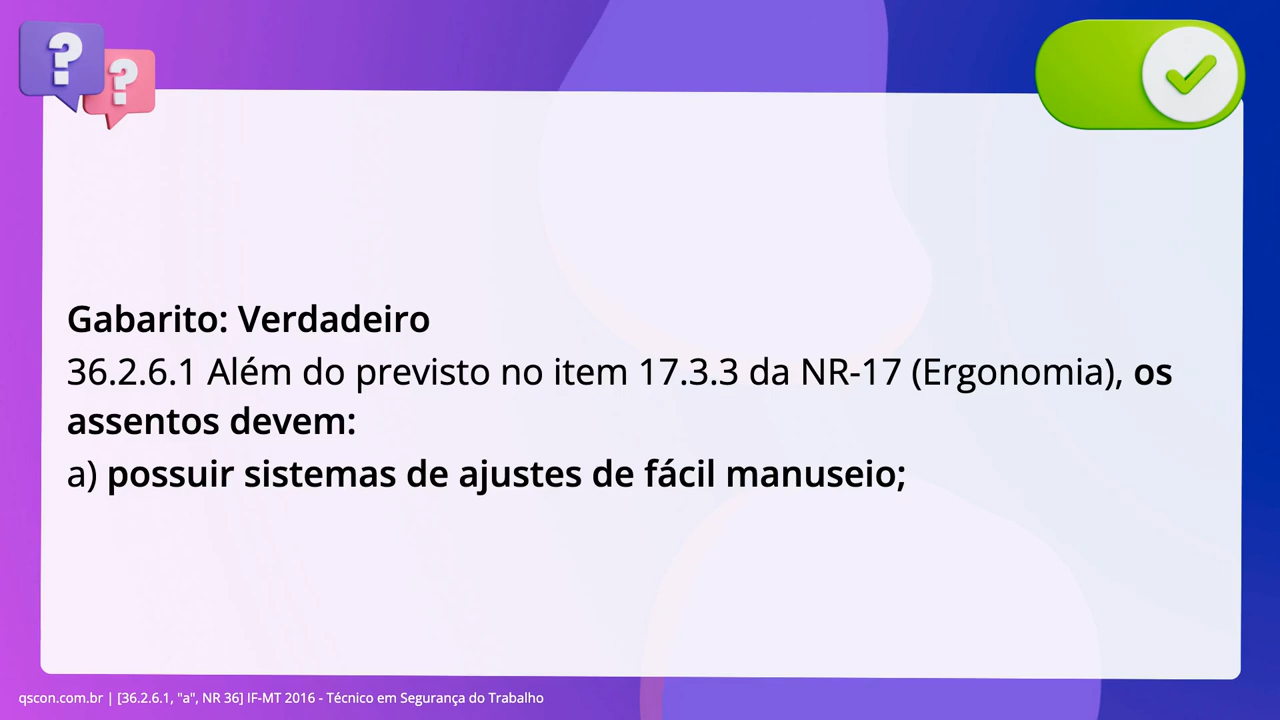 ?
?
Gabarito: Verdadeiro
36.2.6.1 Além do previsto no item 17.3.3 da NR-17 (Ergonomia), os
assentos devem:
a) possuir sistemas de ajustes de fácil manuseio;
qscon.com.br | [36.2.6.1, "a", NR 36] IF-MT 2016 - Técnico em Segurança do Trabalho